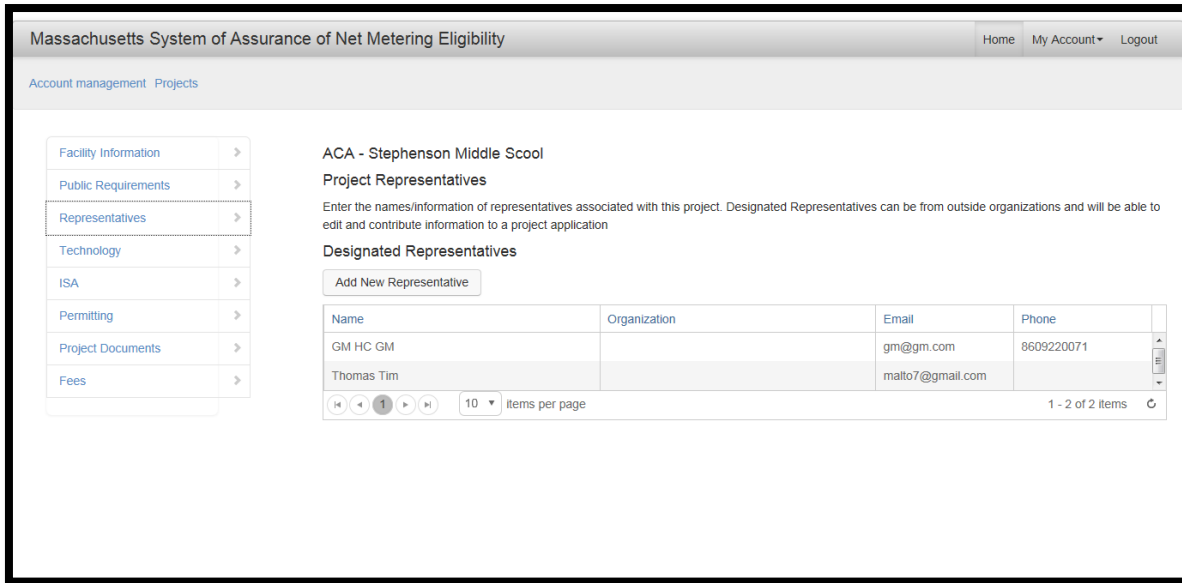 Massachusetts System of Assurance of Net Metering Eligibility
Home My Account Logout
Account management Projects
Facility Information
Public Requirements
Representatives
Technology
ISA
Permitting
Project Documents
Fees
ACA - Stephenson Middle Scool
Project Representatives
Enter the names/information of representatives associated with this project. Designated Representatives can be from outside organizations and will be able to
edit and contribute information to a project application
Designated Representatives
Add New Representative
Name Organization Email Phone
GM HC GM gm@gm.com 8609220071
Thomas Tim malto7@gmail.com
1 10 items per page 1 - 2 of 2 items